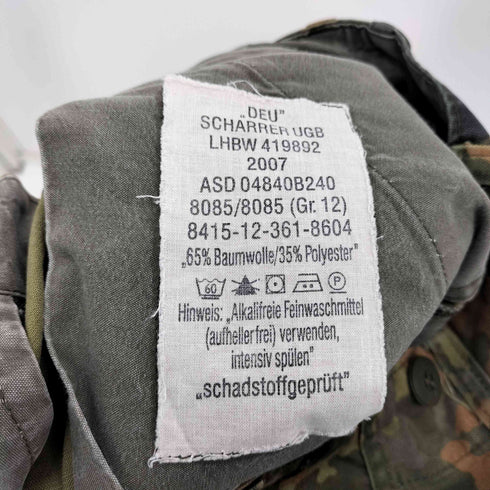 „DEU"
SCHARRER UGB
LHBW 419892
2007
ASD 04840B240
8085/8085 (Gr. 12)
8415-12-361-8604
„65% Baumwolle/35% Polyester"
60 P
Hinweis: „Alkalifreie Feinwaschmittel
(aufhellerfrei) verwenden,
intensiv spülen"
„schadstoffgeprüft"